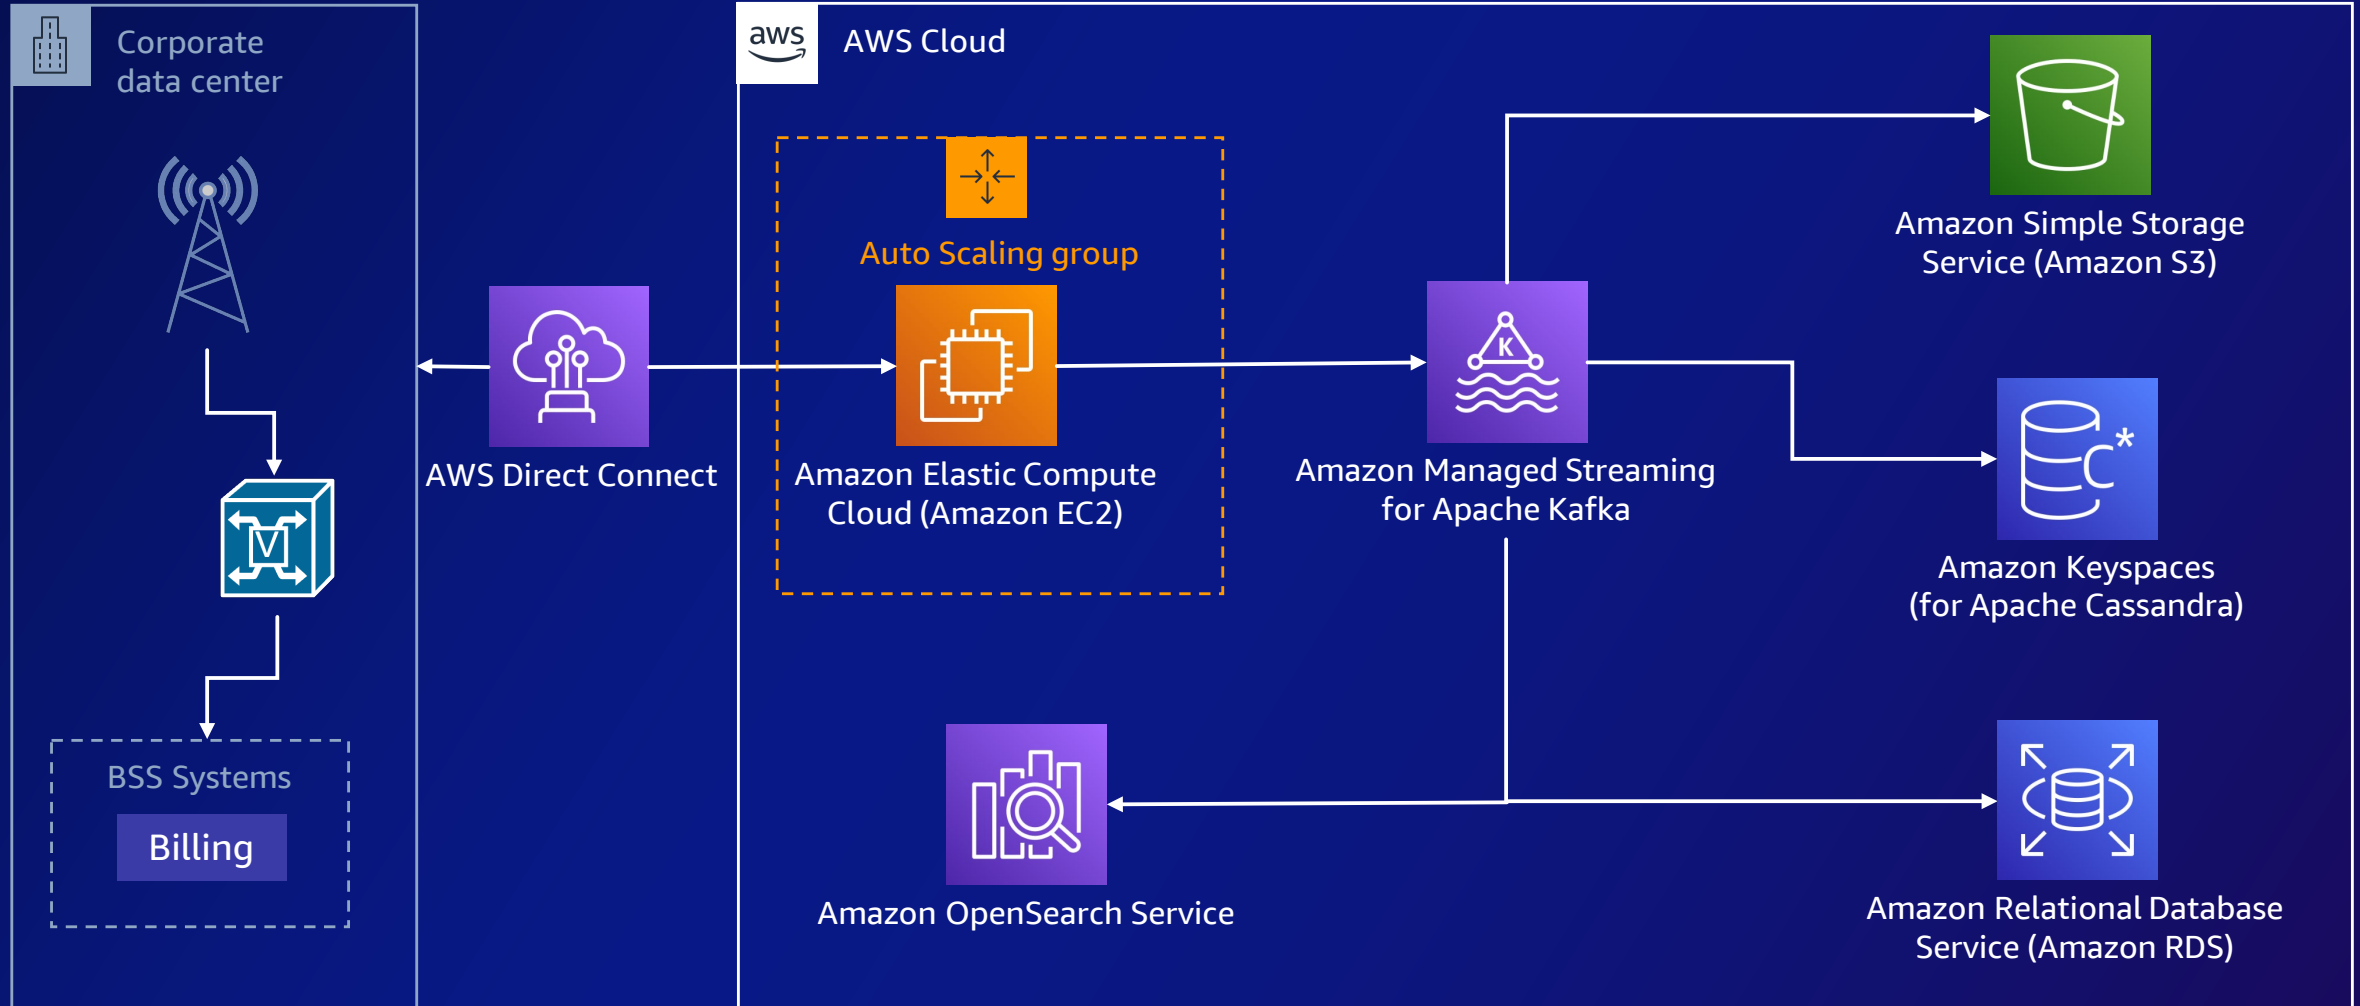 Corporate
data center
aws
AWS Cloud
Auto Scaling group
AWS Direct Connect
Amazon Elastic Compute
Cloud (Amazon EC2)
K
Amazon Managed Streaming
for Apache Kafka
Amazon Simple Storage
Service (Amazon S3)
C*
Amazon Keyspaces
(for Apache Cassandra)
V
BSS Systems
Billing
Amazon OpenSearch Service
Amazon Relational Database
Service (Amazon RDS)